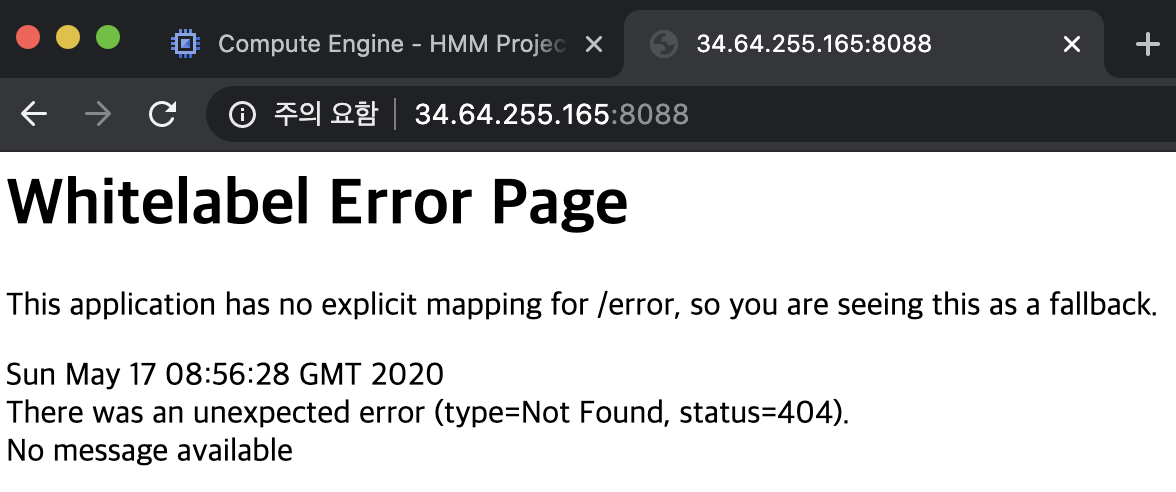 Compute Engine - HMM Projec
34.64.255.165:8088
주의 요함
34.64.255.165:8088
Whitelabel Error Page
This application has no explicit mapping for /error, so you are seeing this as a fallback.
Sun May 17 08:56:28 GMT 2020
There was an unexpected error (type=Not Found, status=404).
No message available